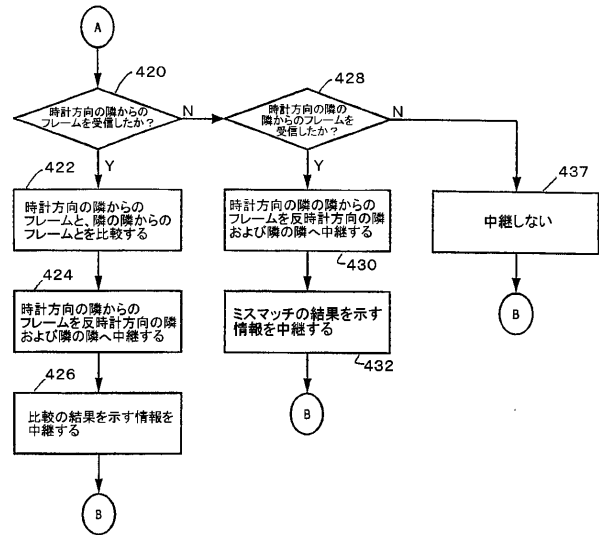 A
420
時計方向の隣からの
フレームを受信したか？
N
Y
428
時計方向の隣の
隣からのフレームを
受信したか？
N
Y
422
時計方向の隣からの
フレームと、隣の隣からの
フレームとを比較する
424
時計方向の隣からの
フレームを反時計方向の隣
および隣の隣へ中継する
426
比較の結果を示す情報を
中継する
B
時計方向の隣の隣からの
フレームを反時計方向の隣
および隣の隣へ中継する
430
ミスマッチの結果を示す
情報を中継する
432
B
437
中継しない
B